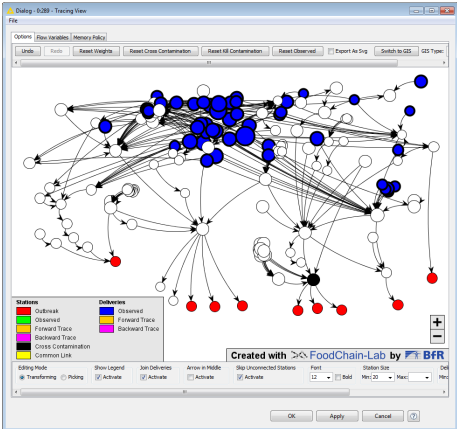 Dialog - 0:289 - Tracing View
File
Options Flow Variables Memory Policy
Undo Redo Reset Weights Reset Cross Contamination Reset Kill Contamination Reset Observed Export As Svg Switch to GIS GIS Type:
Stations Deliveries
Outbreak Observed
Observed Forward Trace
Forward Trace Backward Trace
Backward Trace
Cross Contamination
Common Link
+
-
Created with FoodChain-Lab by BfR
Editing Mode Show Legend Join Deliveries Arrow in Middle Skip Unconnected Stations Font Station Size Deli
Transforming Picking Activate Activate Activate Activate 12 Bold Min: 20 Max: Min:
OK Apply Cancel ?